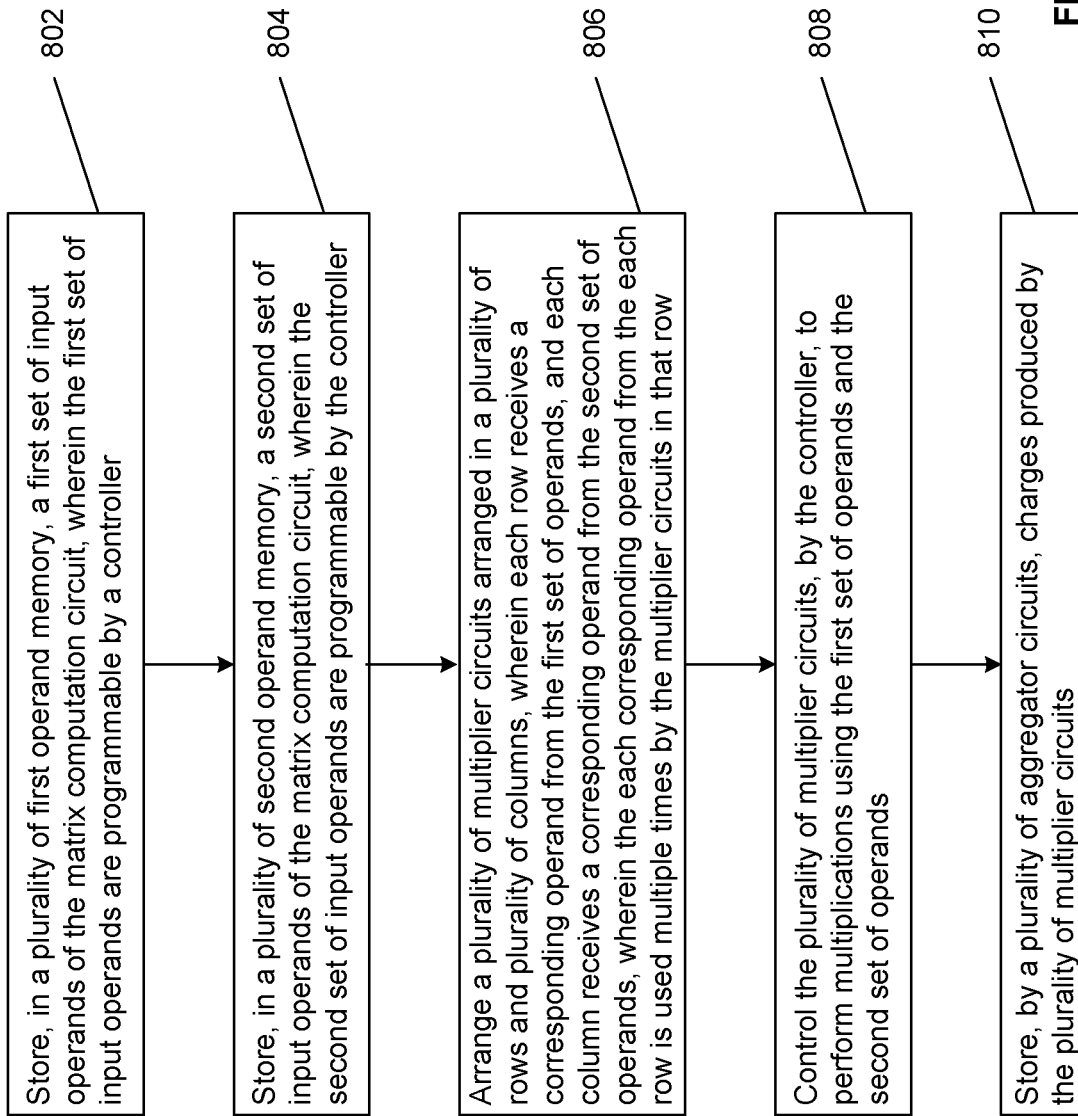 Store, in a plurality of first operand memory, a first set of input
operands of the matrix computation circuit, wherein the first set of
input operands are programmable by a controller
802
Store, in a plurality of second operand memory, a second set of
input operands of the matrix computation circuit, wherein the
second set of input operands are programmable by the controller
804
Arrange a plurality of multiplier circuits arranged in a plurality of
rows and plurality of columns, wherein each row receives a
corresponding operand from the first set of operands, and each
column receives a corresponding operand from the second set of
operands, wherein the each corresponding operand from the each
row is used multiple times by the multiplier circuits in that row
806
Control the plurality of multiplier circuits, by the controller, to
perform multiplications using the first set of operands and the
second set of operands
808
Store, by a plurality of aggregator circuits, charges produced by
the plurality of multiplier circuits
810